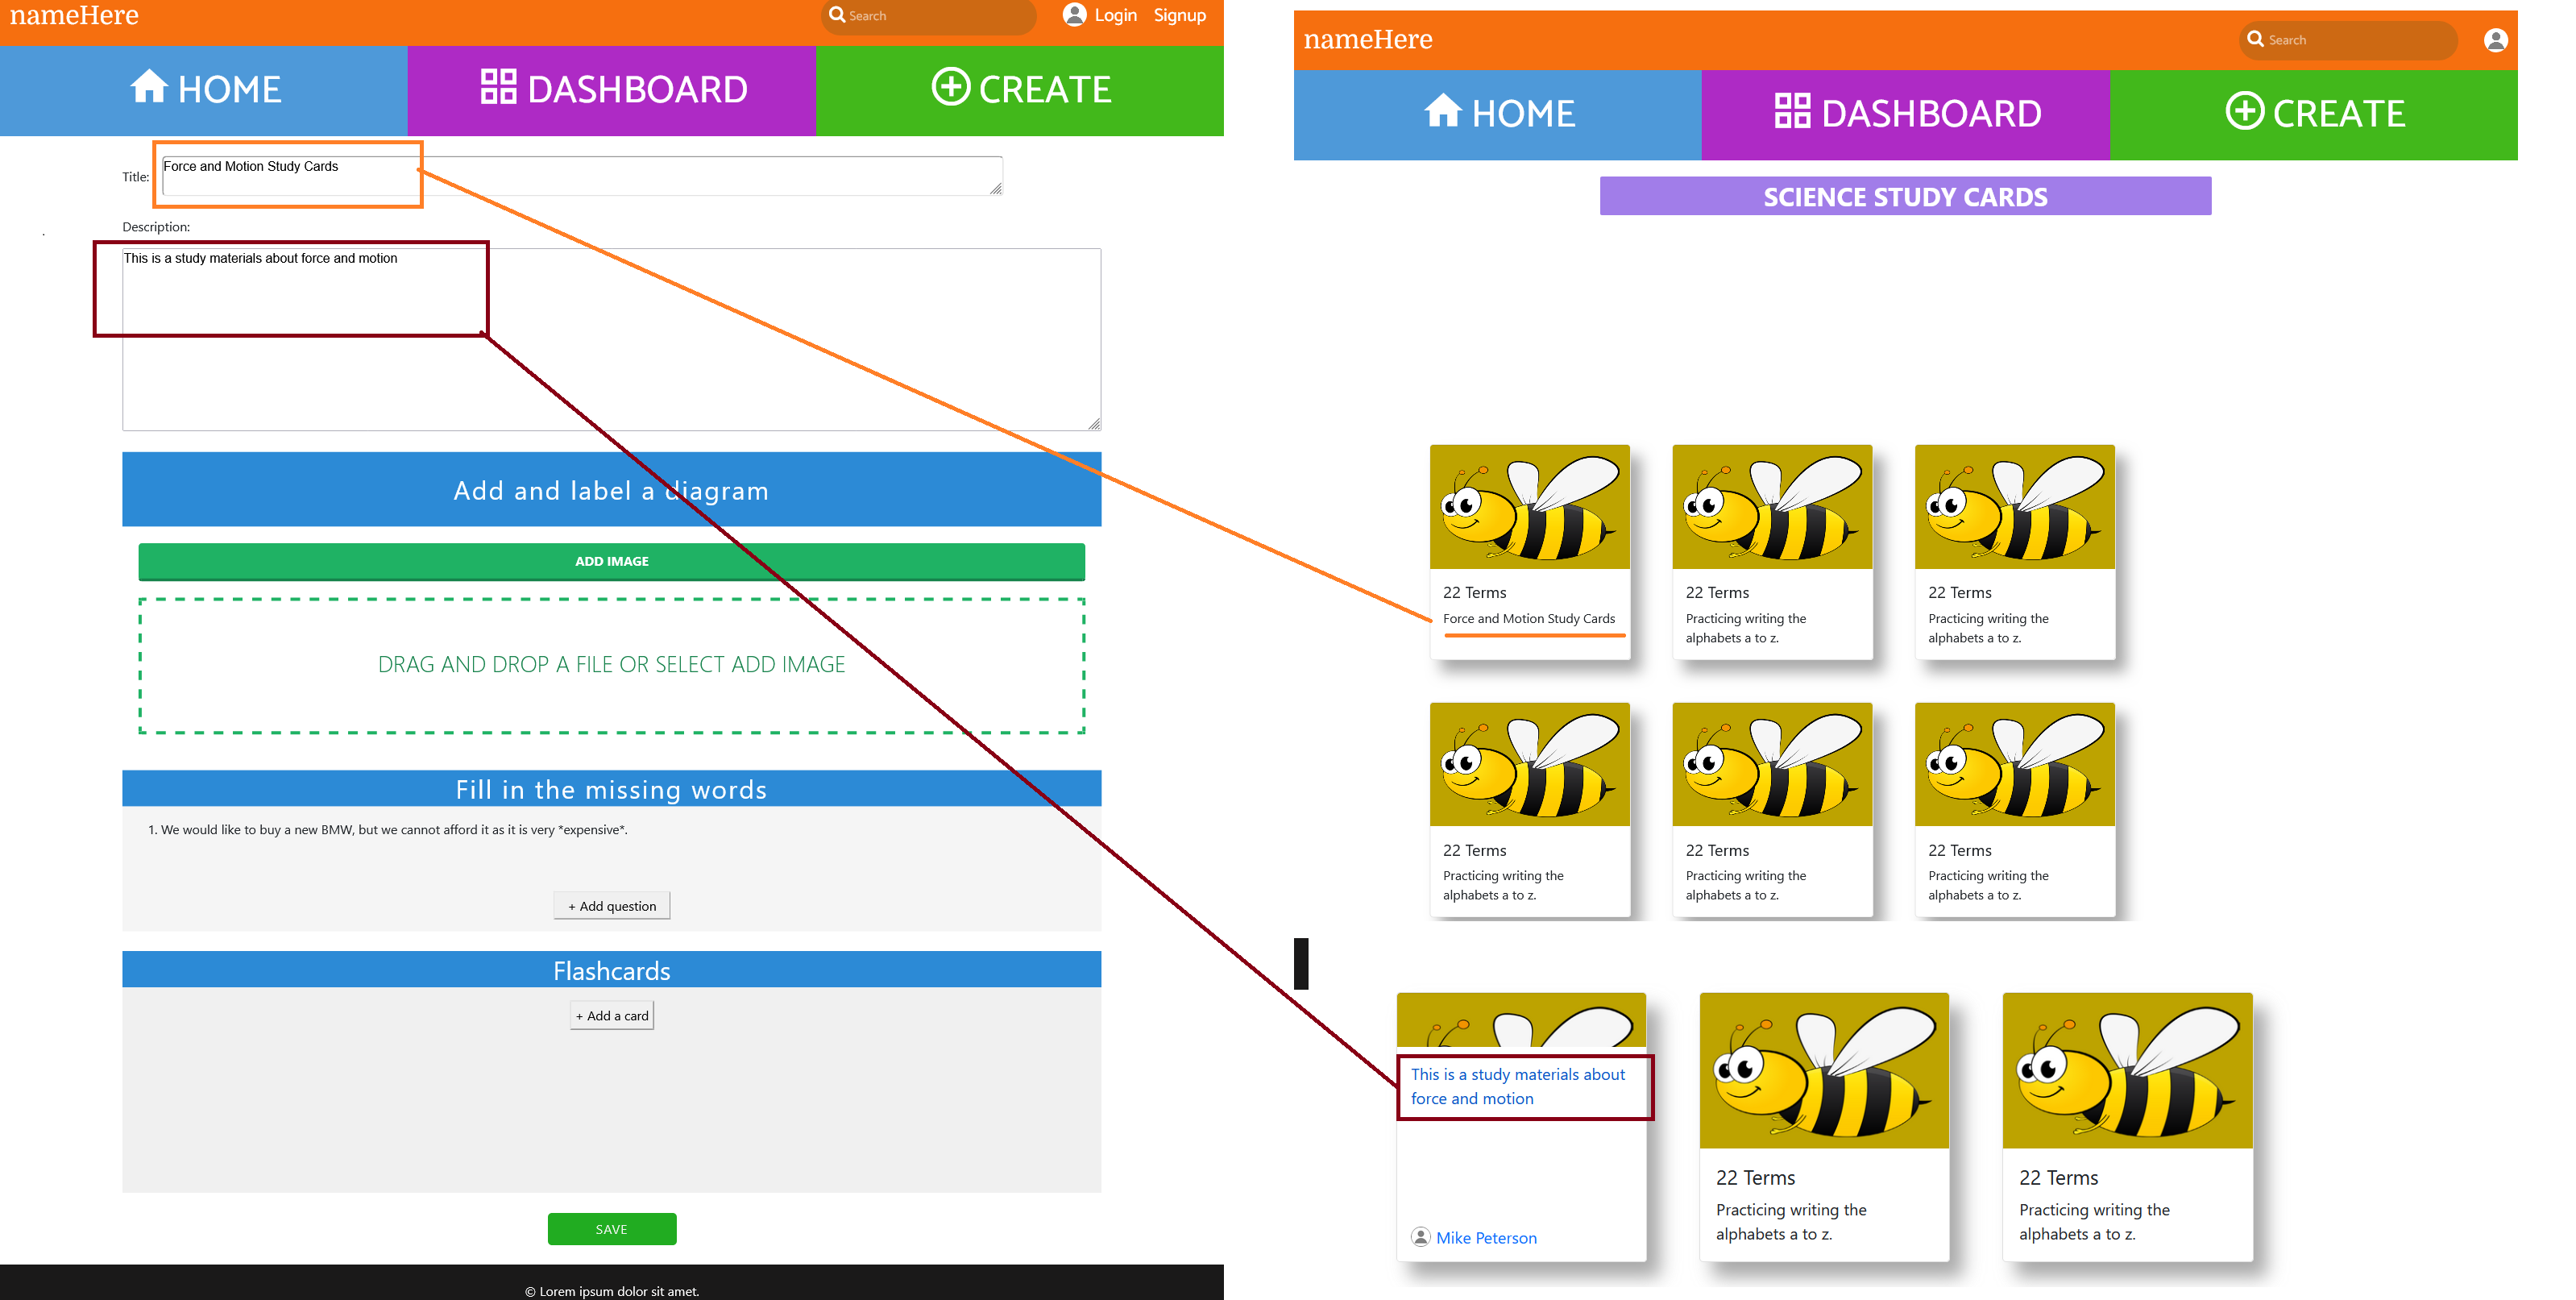 nameHere
Search
Login Signup
HOME
DASHBOARD
CREATE
Title:
Force and Motion Study Cards
Description:
This is a study materials about force and motion
Add and label a diagram
ADD IMAGE
DRAG AND DROP A FILE OR SELECT ADD IMAGE
Fill in the missing words
1. We would like to buy a new BMW, but we cannot afford it as it is very *expensive*.
+ Add question
Flashcards
+ Add a card
SAVE
© Lorem ipsum dolor sit amet.
nameHere
Search
HOME
DASHBOARD
CREATE
SCIENCE STUDY CARDS
22 Terms
Force and Motion Study Cards
22 Terms
Practicing writing the
alphabets a to z.
22 Terms
Practicing writing the
alphabets a to z.
22 Terms
Practicing writing the
alphabets a to z.
22 Terms
Practicing writing the
alphabets a to z.
22 Terms
Practicing writing the
alphabets a to z.
This is a study materials about
force and motion
Mike Peterson
22 Terms
Practicing writing the
alphabets a to z.
22 Terms
Practicing writing the
alphabets a to z.